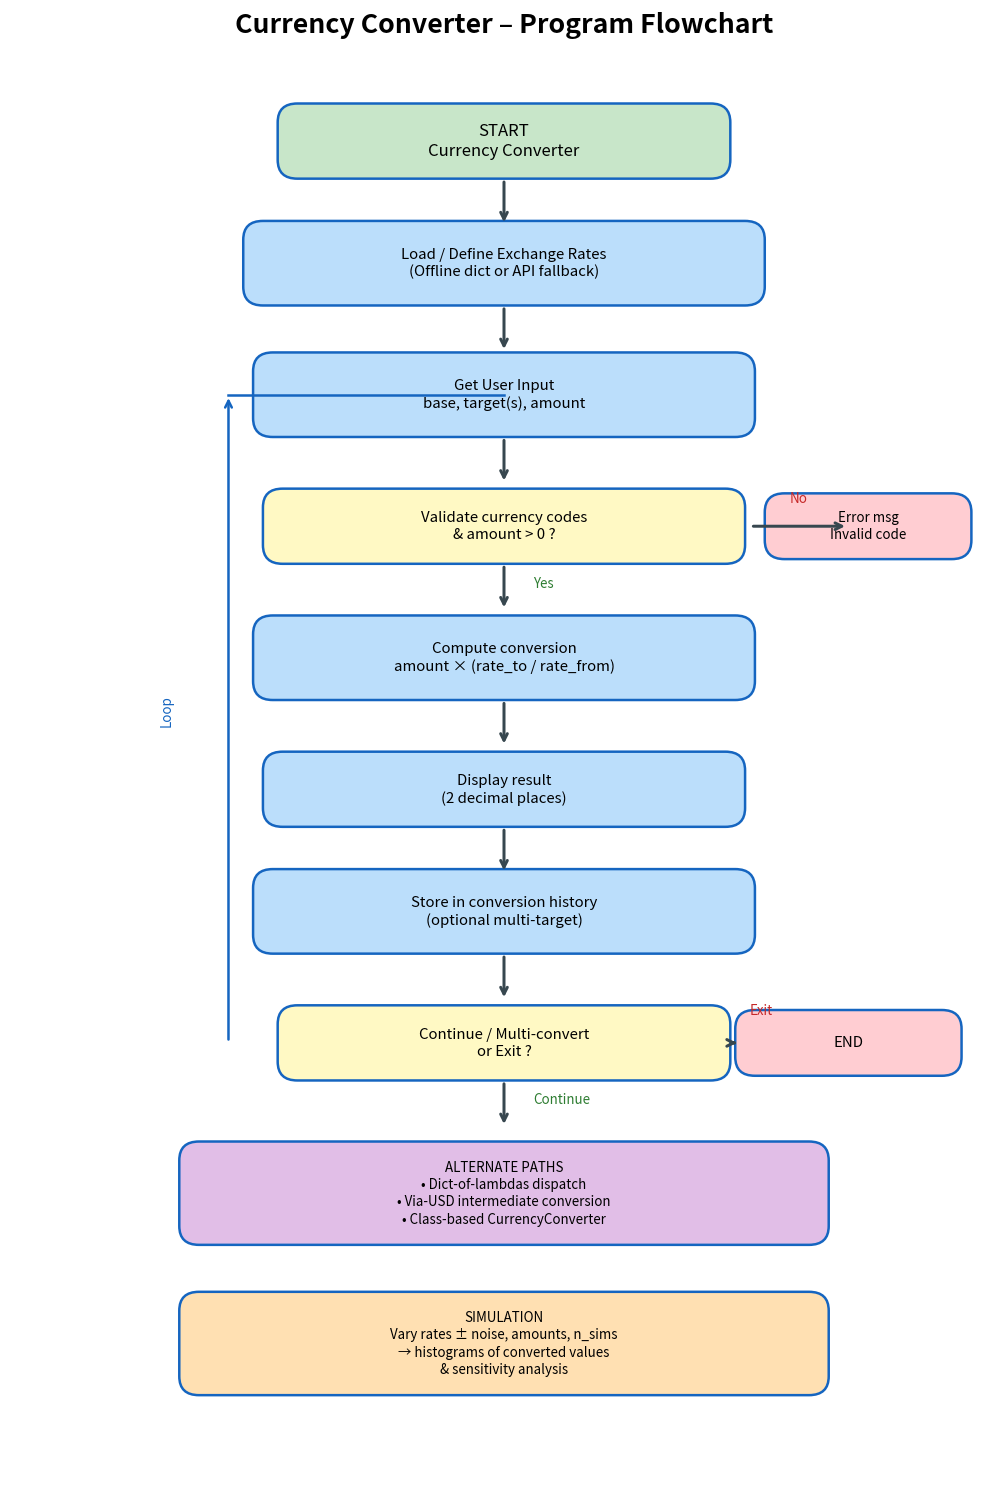 Currency Converter – Program Flowchart
START
Currency Converter
Load / Define Exchange Rates
(Offline dict or API fallback)
Get User Input
base, target(s), amount
Validate currency codes
& amount > 0 ?
No
Error msg
Invalid code
Yes
Compute conversion
amount × (rate_to / rate_from)
Loop
Display result
(2 decimal places)
Store in conversion history
(optional multi-target)
Continue / Multi-convert
or Exit ?
Exit
END
Continue
ALTERNATE PATHS
• Dict-of-lambdas dispatch
• Via-USD intermediate conversion
• Class-based CurrencyConverter
SIMULATION
Vary rates ± noise, amounts, n_sims
→ histograms of converted values
& sensitivity analysis